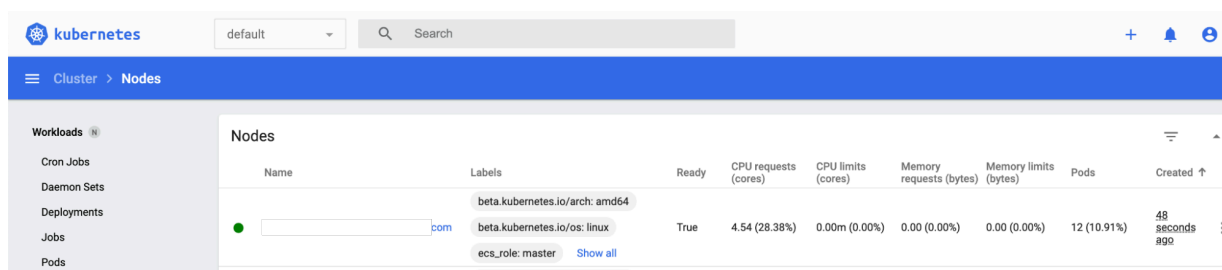 kubernetes
default
Search
Cluster > Nodes
Workloads N
Cron Jobs
Daemon Sets
Deployments
Jobs
Pods
Nodes
Name Labels Ready CPU requests (cores) CPU limits (cores) Memory requests (bytes) Memory limits (bytes) Pods Created
beta.kubernetes.io/arch: amd64
com beta.kubernetes.io/os: linux True 4.54 (28.38%) 0.00m (0.00%) 0.00 (0.00%) 0.00 (0.00%) 12 (10.91%) 48 seconds ago
ecs_role: master Show all